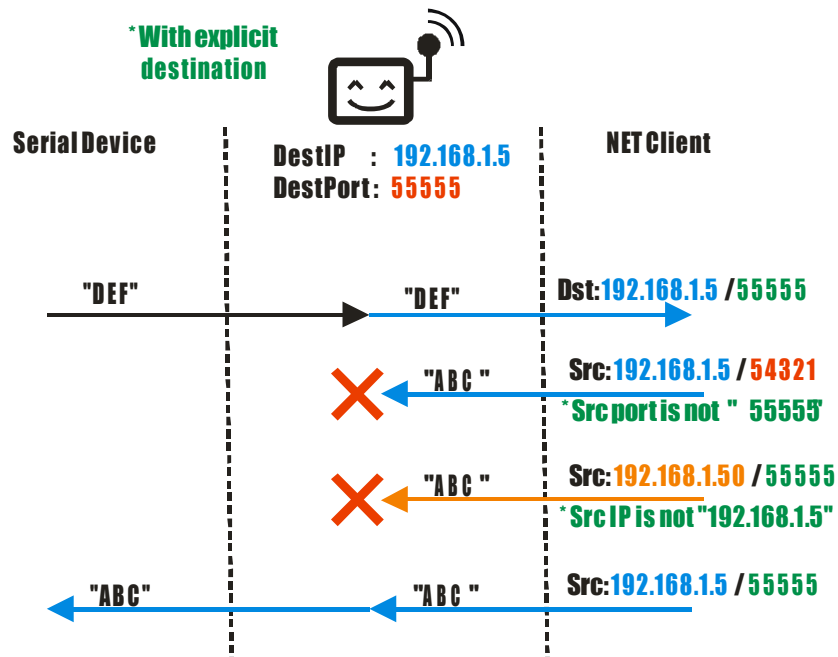 *With explicit
destination
Serial Device
NET Client
DestIP : 192.168.1.5
DestPort: 55555
"DEF"
"DEF"
Dst:192.168.1.5 /55555
"ABC "
Src:192.168.1.5 /54321
*Src port is not " 55555"
"ABC "
Src:192.168.1.50 /55555
*Src IP is not "192.168.1.5"
"ABC"
"ABC "
Src:192.168.1.5 /55555